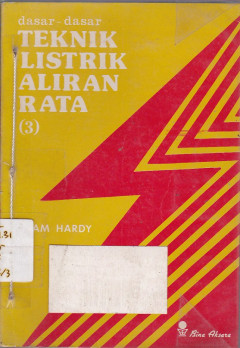 dasar-dasar
TEKNIK
LISTRIK
ALIRAN
RATA
(3)
AM HARDY
Bina Aksara